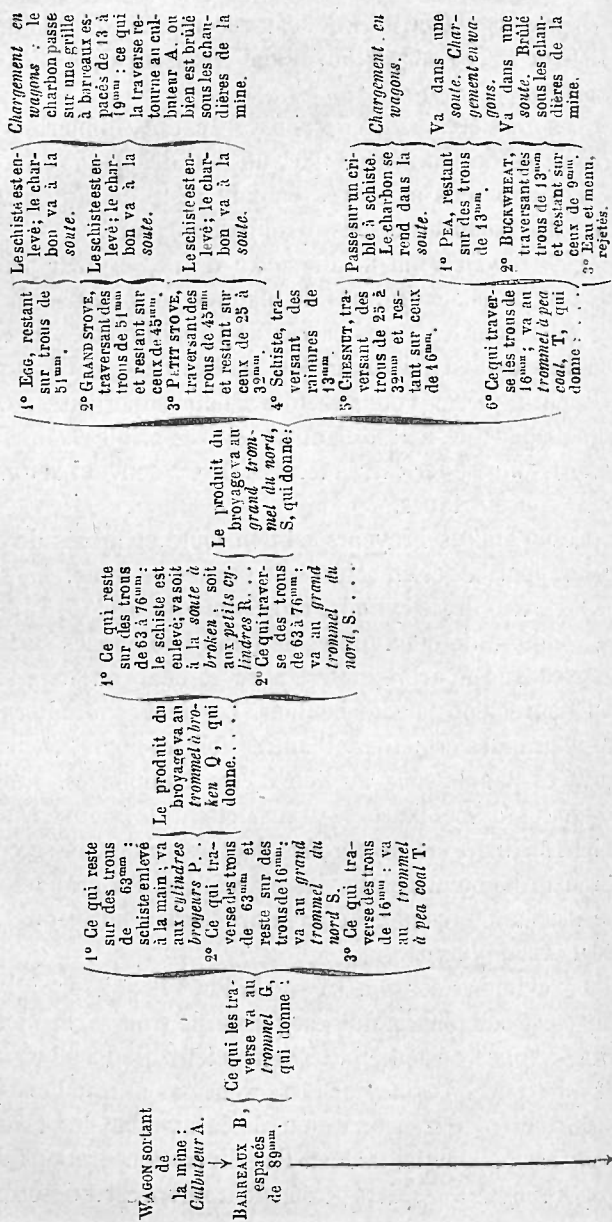 WAGON sortant
de
la mine :
Culbuteur A.
BARREAUX B,
espacés
de 89mm.
Ce qui les tra-
verse va au
trommel G,
qui donne :
1º Ce qui reste
sur des trous
de 63mm :
schiste enlevé
à la main ; va
aux cylindres
broyeurs P. . .
2º Ce qui tra-
verse des trous
de 63mm et
reste sur des
trous de 16mm :
va au grand
trommel du
nord S.
3º Ce qui tra-
verse des trous
de 16mm : va
au trommel
à pea coal T.
Le produit du
broyage va au
trommel à bro-
ken Q, qui
donne. . . . .
1º Ce qui reste
sur des trous
de 63 à 76mm :
le schiste est
enlevé ; va soit
à la soute à
broken, soit
aux petits cy-
lindres R. . .
2º Ce qui traver-
se des trous
de 63 à 76mm :
va au grand
trommel du
nord, S. . . .
Le produit du
broyage va au
grand trom-
mel du nord,
S, qui donne :
1º EGG, restant
sur trous de
51mm.
2º GRAND STOVE,
traversant des
trous de 51mm
et restant sur
ceux de 45mm.
3º PETIT STOVE,
traversant des
trous de 45mm
et restant sur
ceux de 25 à
32mm.
4º Schiste, tra-
versant des
rainures de
13mm
5º CHESNUT, tra-
versant des
trous de 25 à
32mm et res-
tant sur ceux
de 16mm.
6º Ce qui traver-
se les trous de
16mm ; va au
trommel à pea
coal, T, qui
donne : . . . .
Le schiste est en-
levé ; le char-
bon va à la
soute.
Le schiste est en-
levé ; le char-
bon va à la
soute.
Le schiste est en-
levé ; le char-
bon va à la
soute.
Passe sur un cri-
ble à schiste.
Le charbon se
rend dans la
soute.
1º PEA, restant
sur des trous
de 13mm.
2º BUCKWHEAT,
traversant des
trous de 13mm
et restant sur
ceux de 9mm.
3º Eau et menu,
rejetés.
Chargement en
wagons : le
charbon passe
sur une grille
à barreaux es-
pacés de 13 à
19mm : ce qui
la traverse re-
tourne au cul-
buteur A, ou
bien est brûlé
sous les chau-
dières de la
mine.
Chargement en
wagons.
Va dans une
soute. Char-
gement en wa-
gons.
Va dans une
soute. Brûlé
sous les chau-
dières de la
mine.